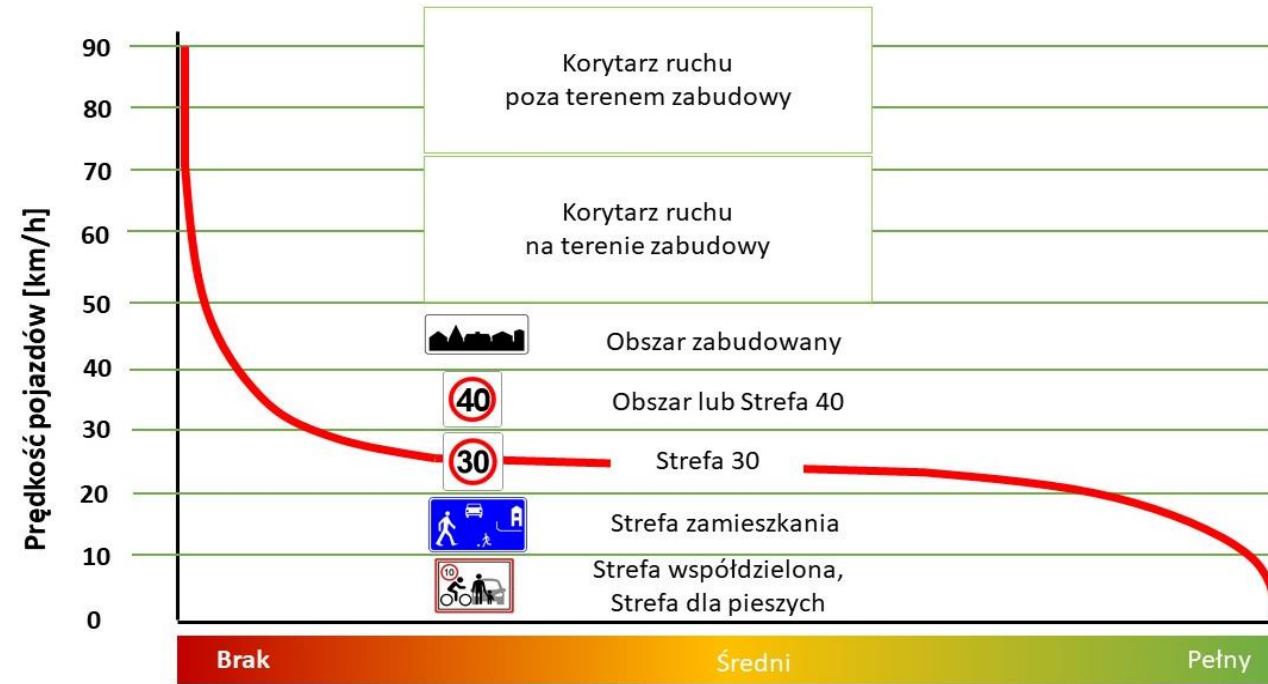 Prędkość pojazdów [km/h]
90
80
70
60
50
40
30
20
10
0
Korytarz ruchu
poza terenem zabudowy
Korytarz ruchu
na terenie zabudowy
Obszar zabudowany
40
Obszar lub Strefa 40
30
Strefa 30
Strefa zamieszkania
10
Strefa współdzielona,
Strefa dla pieszych
Brak
Średni
Pełny